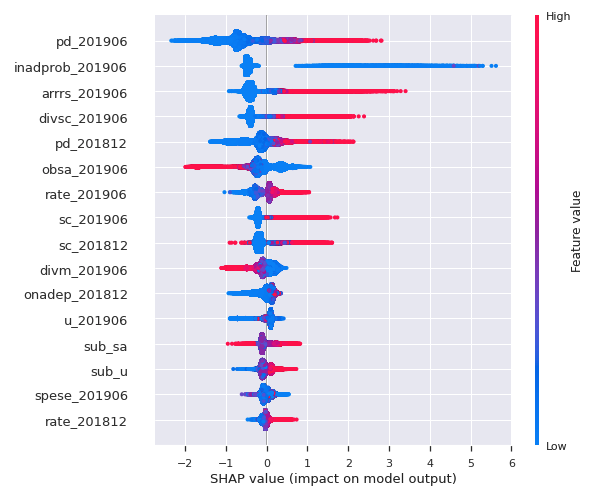 High
pd_201906
inadprob_201906
arrrs_201906
divsc_201906
pd_201812
obsa_201906
rate_201906
sc_201906
sc_201812
divm_201906
onadep_201812
u_201906
sub_sa
sub_u
spese_201906
rate_201812
Feature value
Low
−2 −1 0 1 2 3 4 5 6
SHAP value (impact on model output)